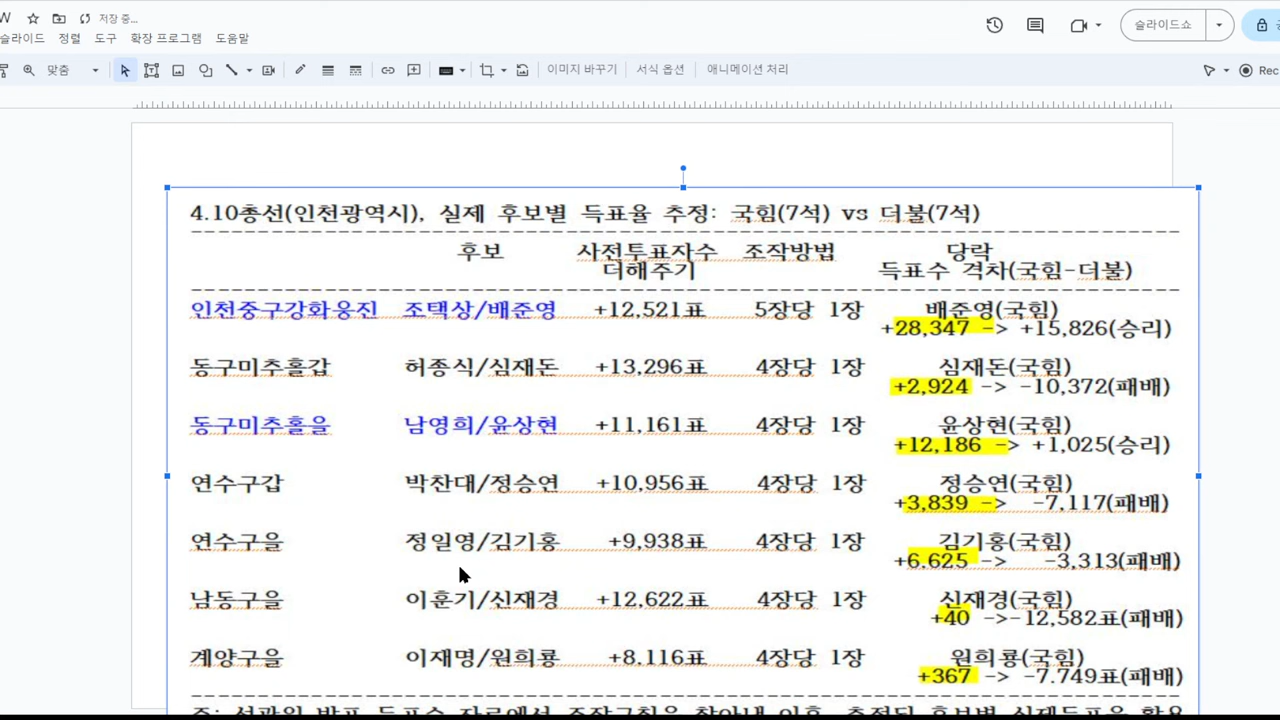 W 저장 중...
슬라이드 정렬 도구 확장 프로그램 도움말
슬라이드쇼
맞춤 이미지 바꾸기 서식 옵션 애니메이션 처리 Rec
4.10총선(인천광역시), 실제 후보별 득표율 추정: 국힘(7석) vs 더불(7석)
후보 사전투표자수 조작방법 당락
더해주기 득표수 격차(국힘-더불)
인천중구강화옹진 조택상/배준영 +12,521표 5장당 1장 배준영(국힘)
+28,347 -> +15,826(승리)
동구미추홀갑 허종식/심재돈 +13,296표 4장당 1장 심재돈(국힘)
+2,924 -> -10,372(패배)
동구미추홀을 남영희/윤상현 +11,161표 4장당 1장 윤상현(국힘)
+12,186 -> +1,025(승리)
연수구갑 박찬대/정승연 +10,956표 4장당 1장 정승연(국힘)
+3,839 -> -7,117(패배)
연수구을 정일영/김기홍 +9,938표 4장당 1장 김기홍(국힘)
+6,625 -> -3,313(패배)
남동구을 이훈기/신재경 +12,622표 4장당 1장 신재경(국힘)
+40 ->-12,582표(패배)
계양구을 이재명/원희룡 +8,116표 4장당 1장 원희룡(국힘)
+367 -> -7,749표(패배)